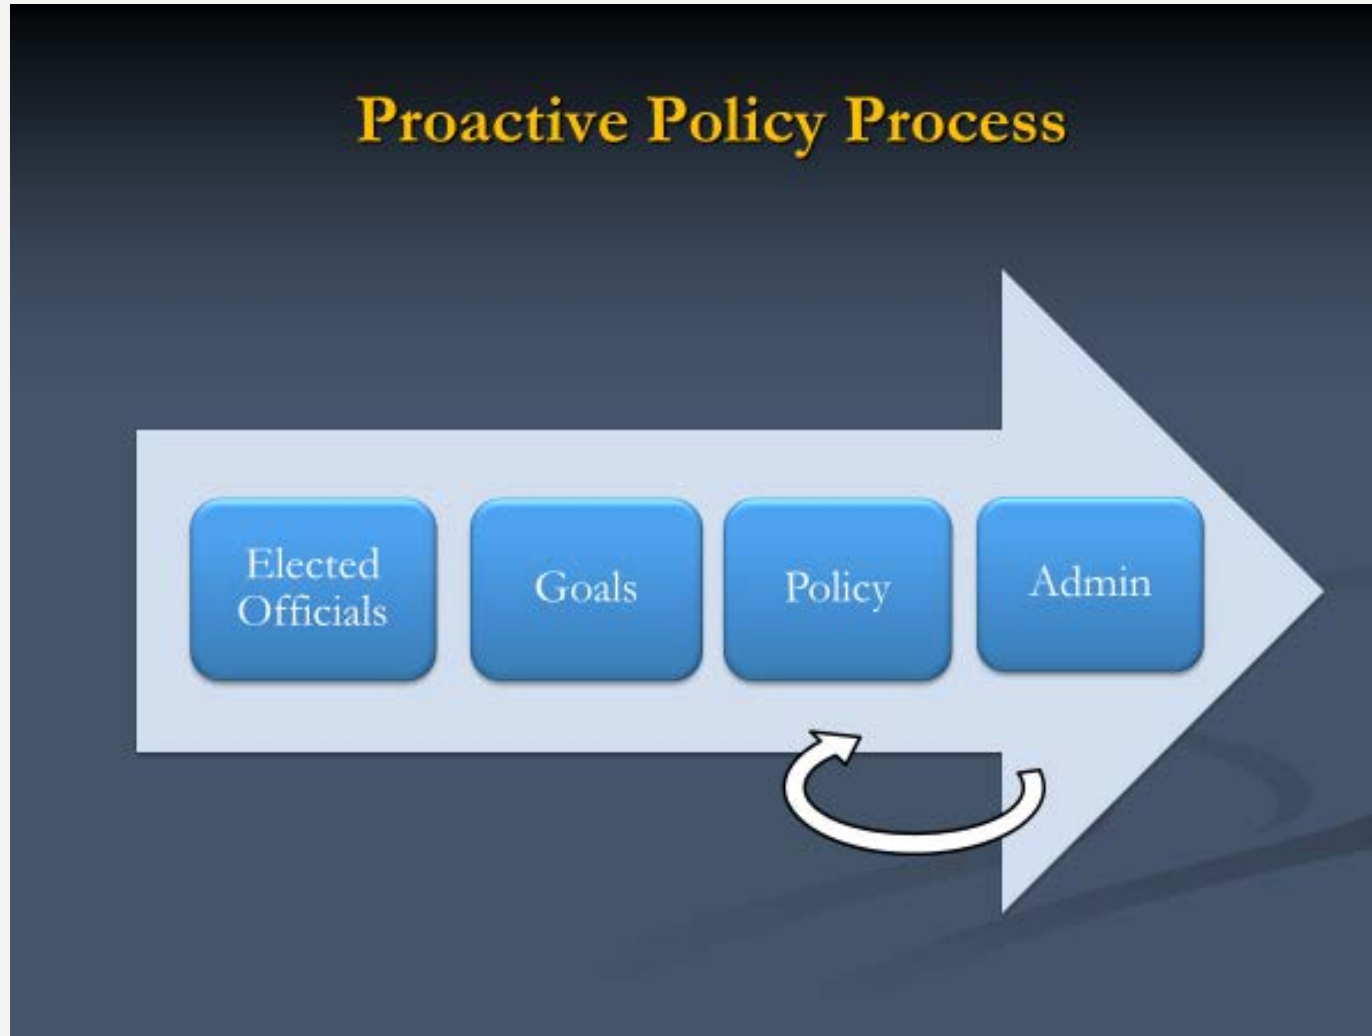 Proactive Policy Process
Elected
Officials
Goals
Policy
Admin